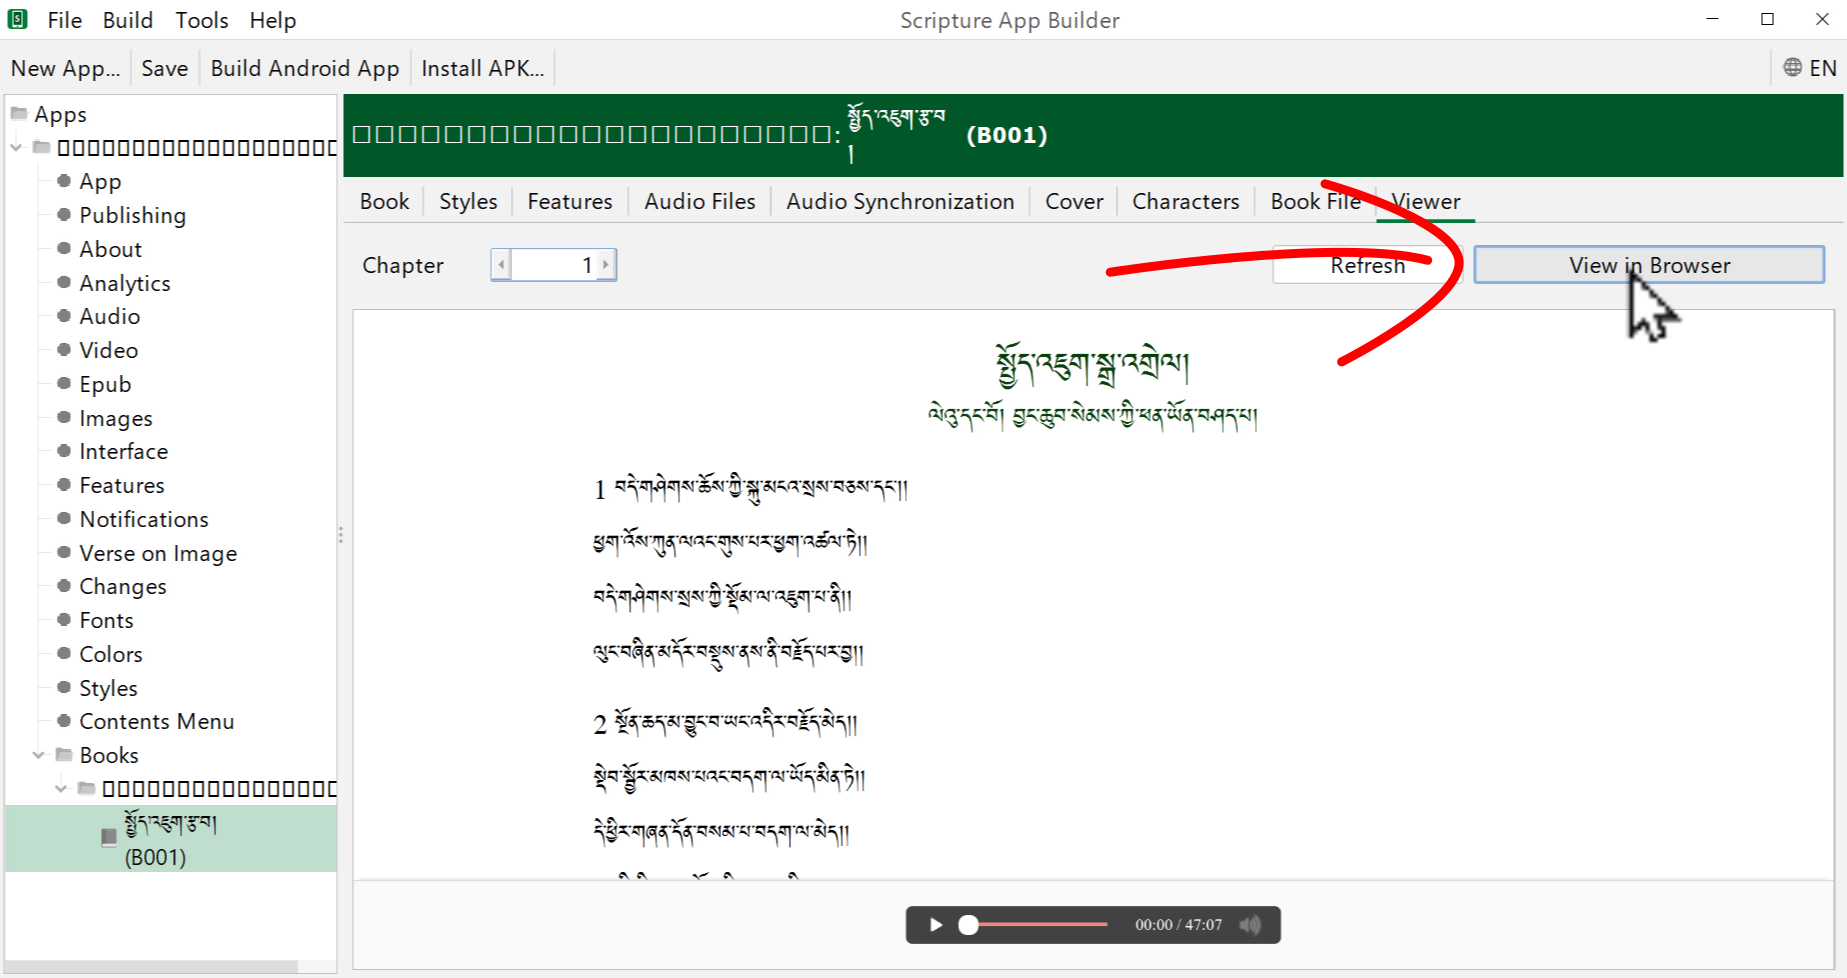 File Build Tools Help
Scripture App Builder
New App... Save Build Android App Install APK...
EN
Apps
App
Publishing
About
Analytics
Audio
Video
Epub
Images
Interface
Features
Notifications
Verse on Image
Changes
Fonts
Colors
Styles
Contents Menu
Books
སྤྱོད་འཇུག་རྩ་བ།
(B001)
སྤྱོད་འཇུག་རྩ་བ
། (B001)
Book Styles Features Audio Files Audio Synchronization Cover Characters Book File Viewer
Chapter 1 Refresh View in Browser
སྤྱོད་འཇུག་སྒྲ་འགྲེལ།
ལེའུ་དང་པོ། བྱང་ཆུབ་སེམས་ཀྱི་ཕན་ཡོན་བཤད་པ།
1 བདེ་གཤེགས་ཆོས་ཀྱི་སྐུ་མངའ་སྲས་བཅས་དང་།།
ཕྱག་འོས་ཀུན་ལའང་གུས་པར་ཕྱག་འཚལ་ཏེ།།
བདེ་གཤེགས་སྲས་ཀྱི་སྡོམ་ལ་འཇུག་པ་ནི།།
ལུང་བཞིན་མདོར་བསྡུས་ནས་ནི་བརྗོད་པར་བྱ།།
2 སྔོན་ཆད་མ་བྱུང་བ་ཡང་འདིར་བརྗོད་མེད།།
སྡེབ་སྦྱོར་མཁས་པའང་བདག་ལ་ཡོད་མིན་ཏེ།།
དེ་ཕྱིར་གཞན་དོན་བསམ་པ་བདག་ལ་མེད།།
00:00 / 47:07